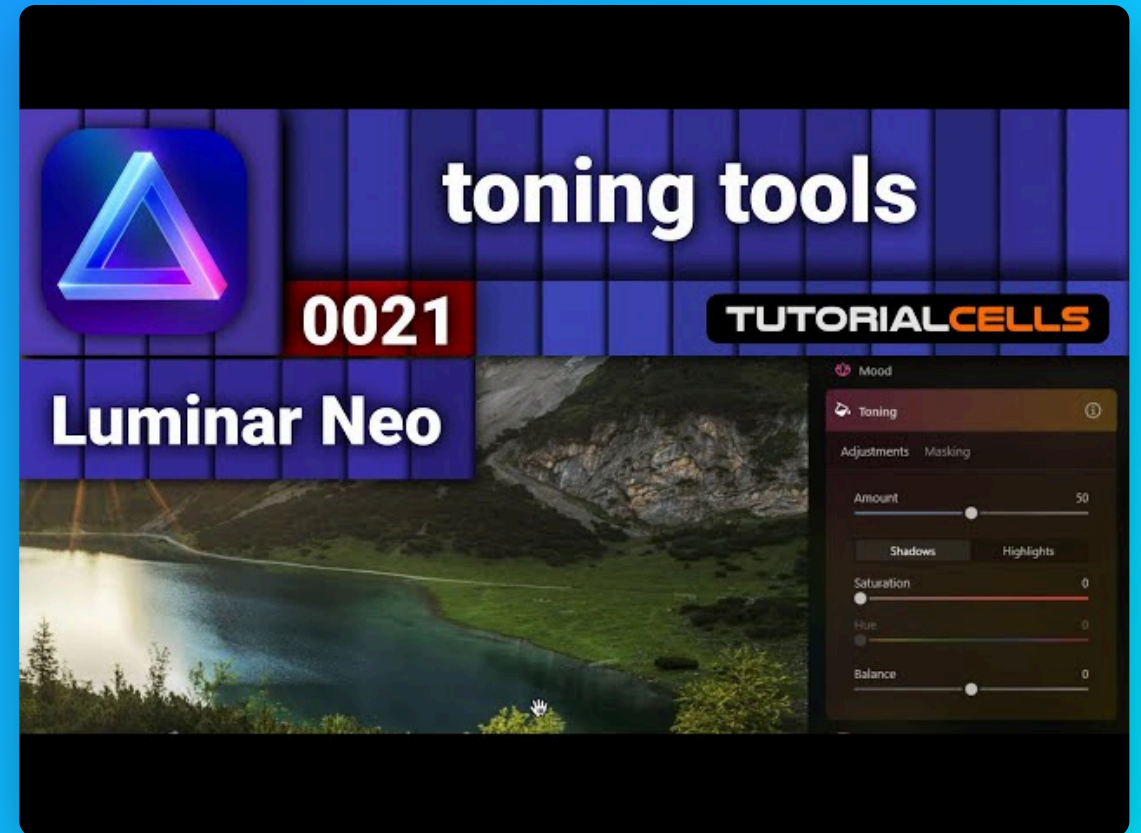 toning tools
0021
TUTORIALCELLS
Luminar Neo
Mood
Toning
Adjustments Masking
Amount 50
Shadows Highlights
Saturation 0
Hue 0
Balance 0